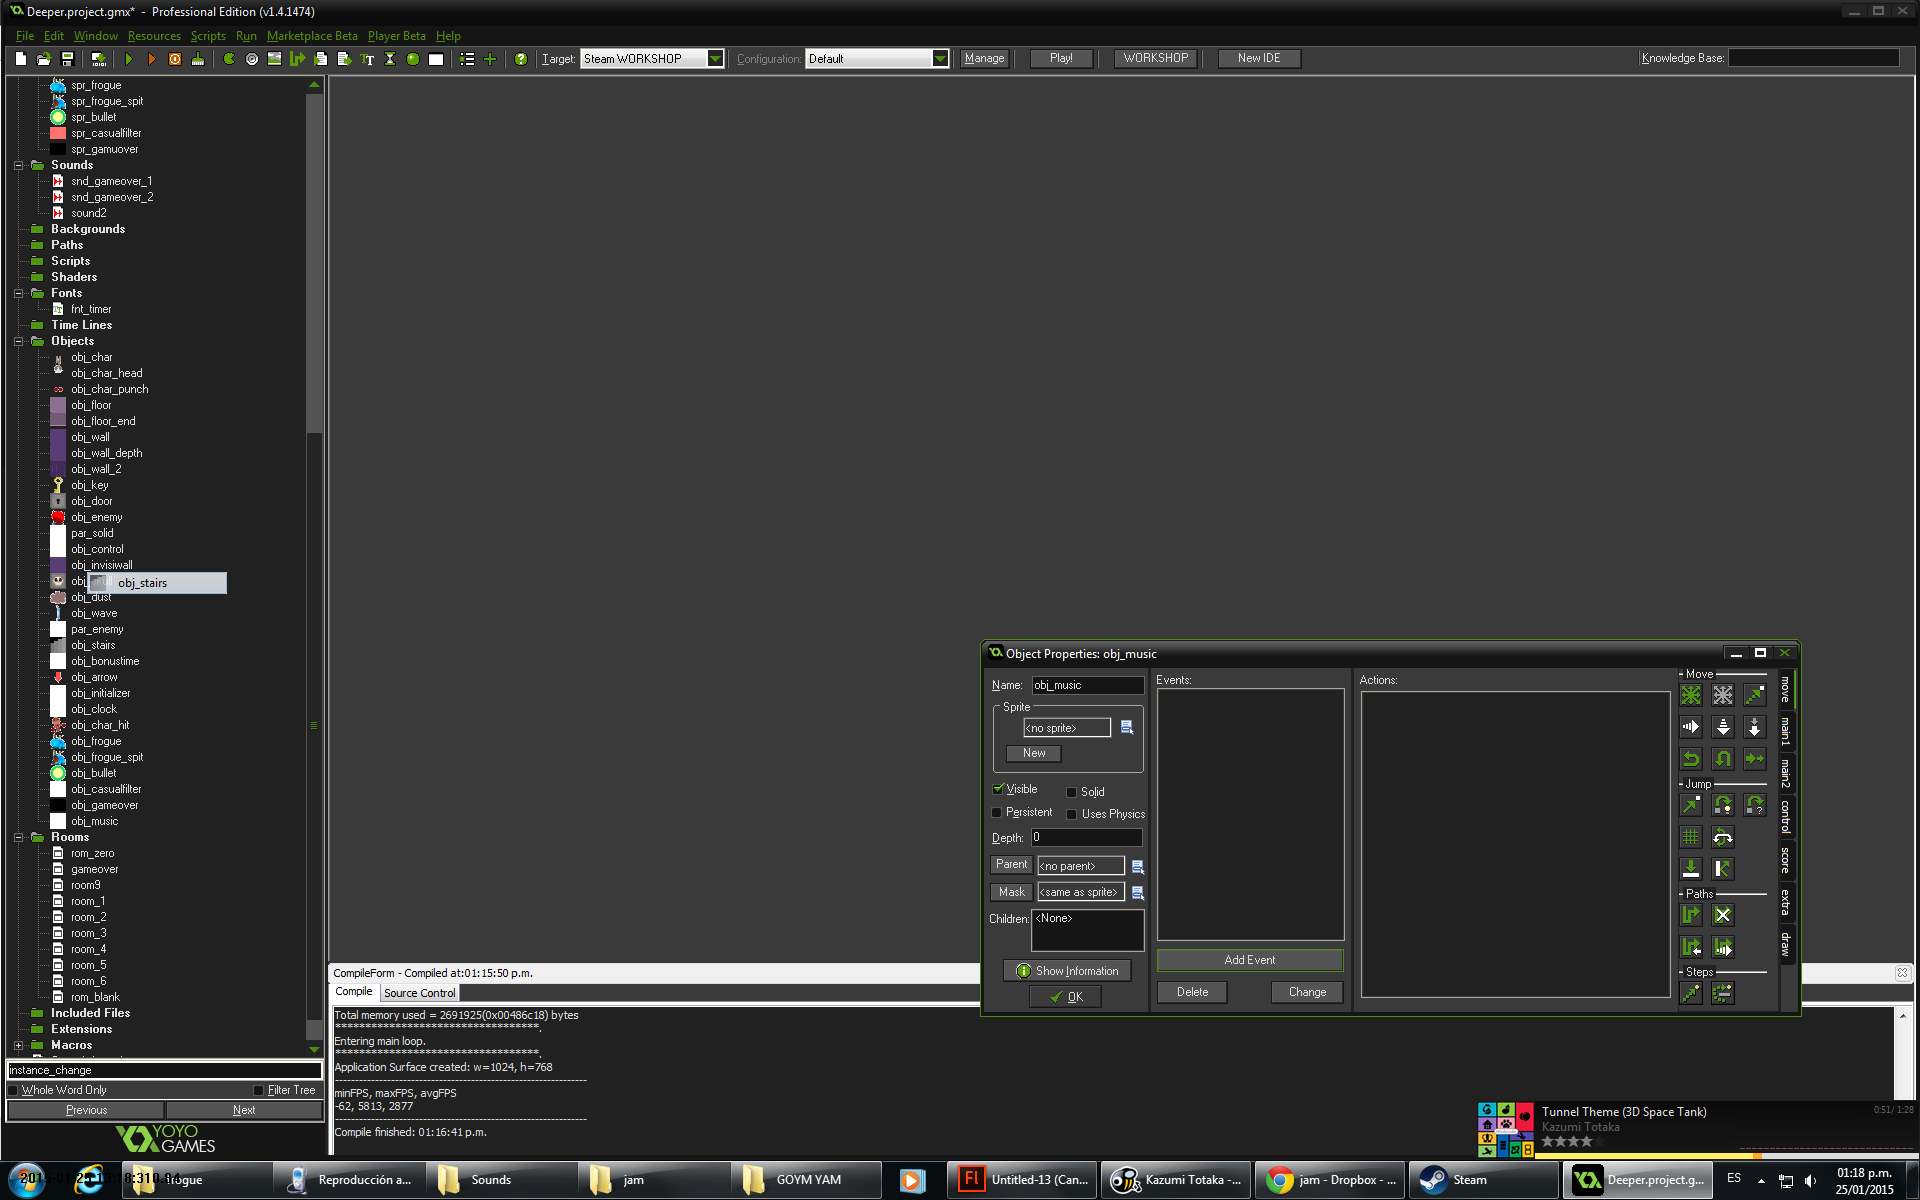 Deeper.project.gmx* - Professional Edition (v1.4.1474)
File Edit Window Resources Scripts Run Marketplace Beta Player Beta Help
Target: Steam WORKSHOP Configuration: Default Manage Play! WORKSHOP New IDE Knowledge Base:
spr_frogue
spr_frogue_spit
spr_bullet
spr_casualfilter
spr_gamuover
Sounds
snd_gameover_1
snd_gameover_2
sound2
Backgrounds
Paths
Scripts
Shaders
Fonts
fnt_timer
Time Lines
Objects
obj_char
obj_char_head
obj_char_punch
obj_floor
obj_floor_end
obj_wall
obj_wall_depth
obj_wall_2
obj_key
obj_door
obj_enemy
par_solid
obj_control
obj_invisiwall
obj_stairs
obj_dust
obj_wave
par_enemy
obj_stairs
obj_bonustime
obj_arrow
obj_initializer
obj_clock
obj_char_hit
obj_frogue
obj_frogue_spit
obj_bullet
obj_casualfilter
obj_gameover
obj_music
Rooms
rom_zero
gameover
room9
room_1
room_2
room_3
room_4
room_5
room_6
rom_blank
Included Files
Extensions
Macros
instance_change
Whole Word Only Filter Tree
Previous Next
YOYO
GAMES
Object Properties: obj_music
Name: obj_music
Sprite
<no sprite>
New
Visible Solid
Persistent Uses Physics
Depth: 0
Parent <no parent>
Mask <same as sprite>
Children: <None>
Show Information
OK
Events:
Add Event
Delete Change
Actions:
Move
Jump
Paths
Steps
move
main1
main2
control
score
extra
draw
CompileForm - Compiled at:01:15:50 p.m.
Compile Source Control
Total memory used = 2691925(0x00486c18) bytes
**********************************.
Entering main loop.
**********************************.
Application Surface created: w=1024, h=768
minFPS, maxFPS, avgFPS
-62, 5813, 2877
Compile finished: 01:16:41 p.m.
Tunnel Theme (3D Space Tank) 0:51/ 1:28
Kazumi Totaka
Reproducción a...
Sounds
jam
GOYM YAM
Untitled-13 (Can...
Kazumi Totaka -...
jam - Dropbox - ...
Steam
Deeper.project.g...
ES
01:18 p.m.
25/01/2015